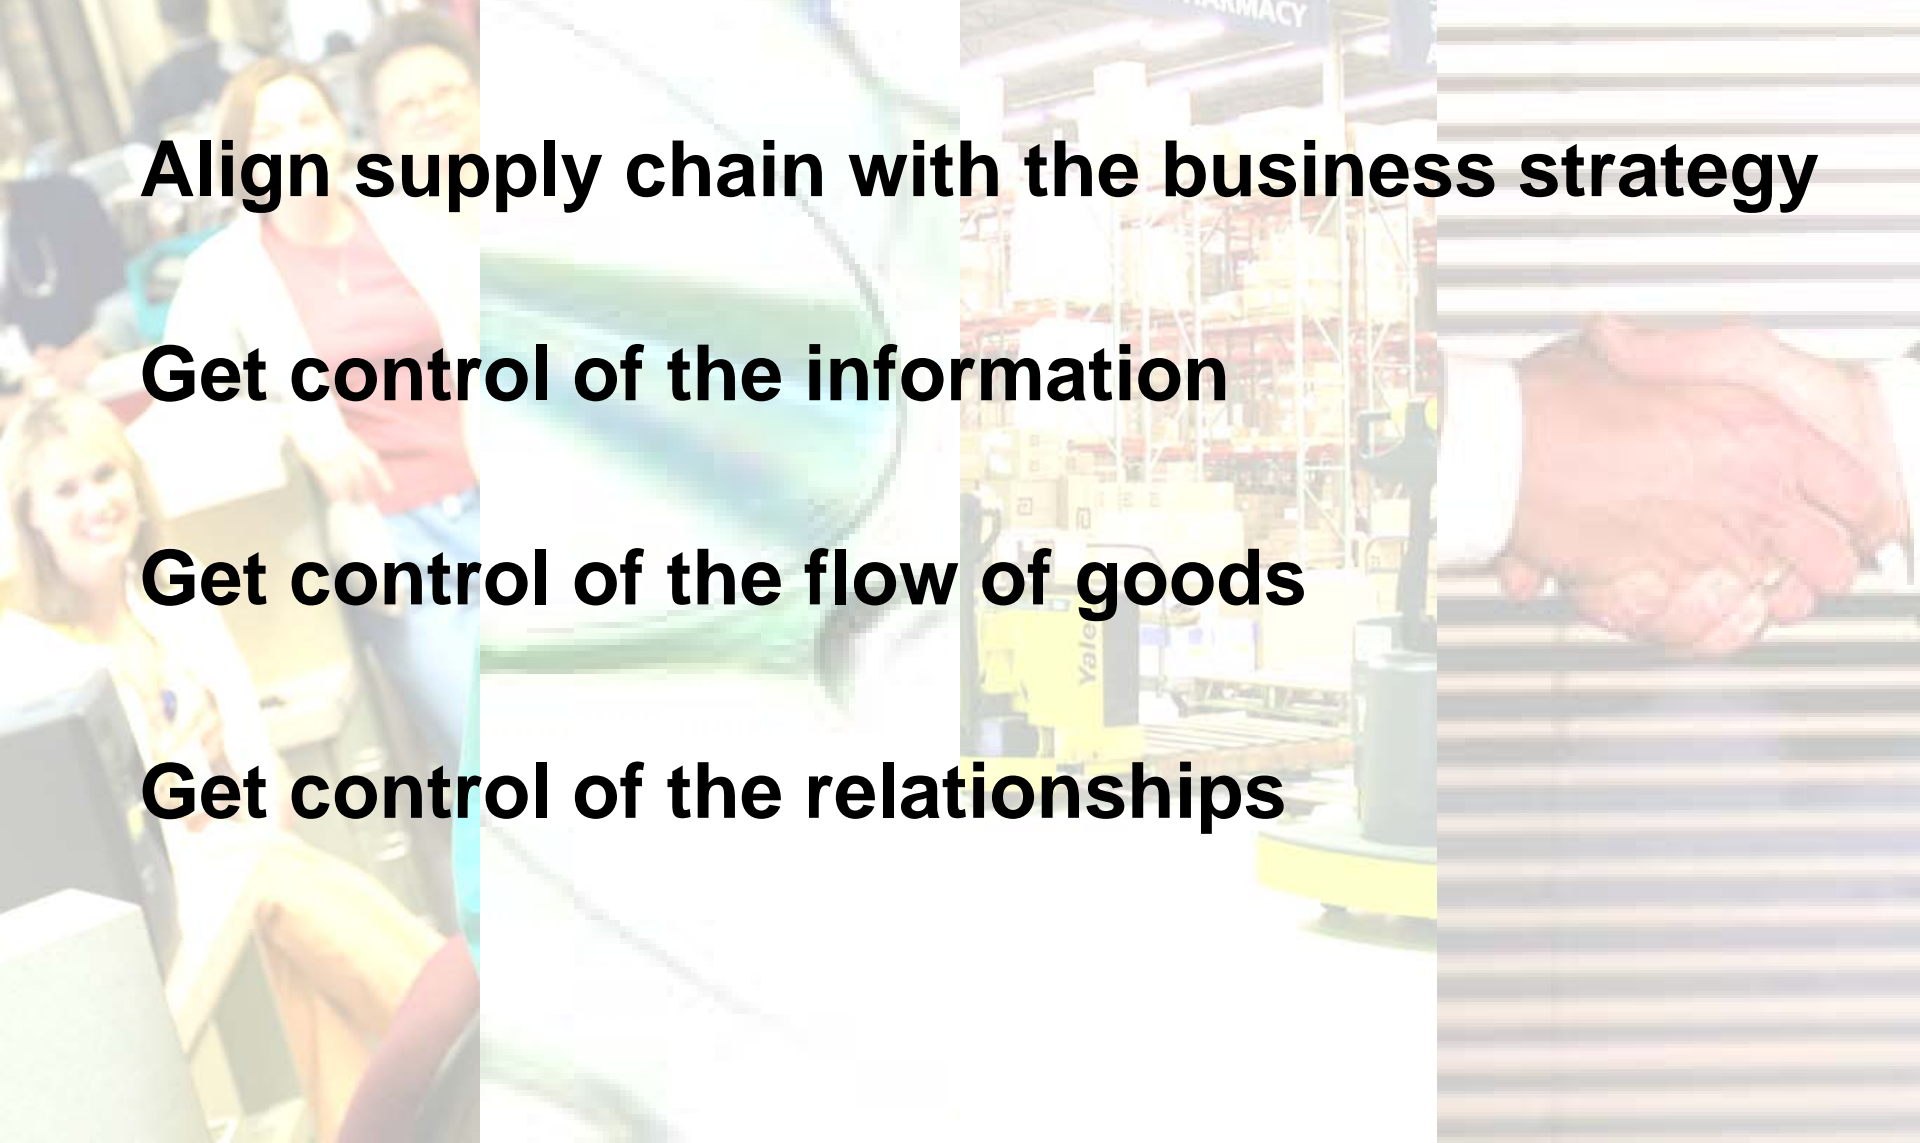 Align supply chain with the business strategy
Get control of the information
Get control of the flow of goods
Yale
Get control of the relationships